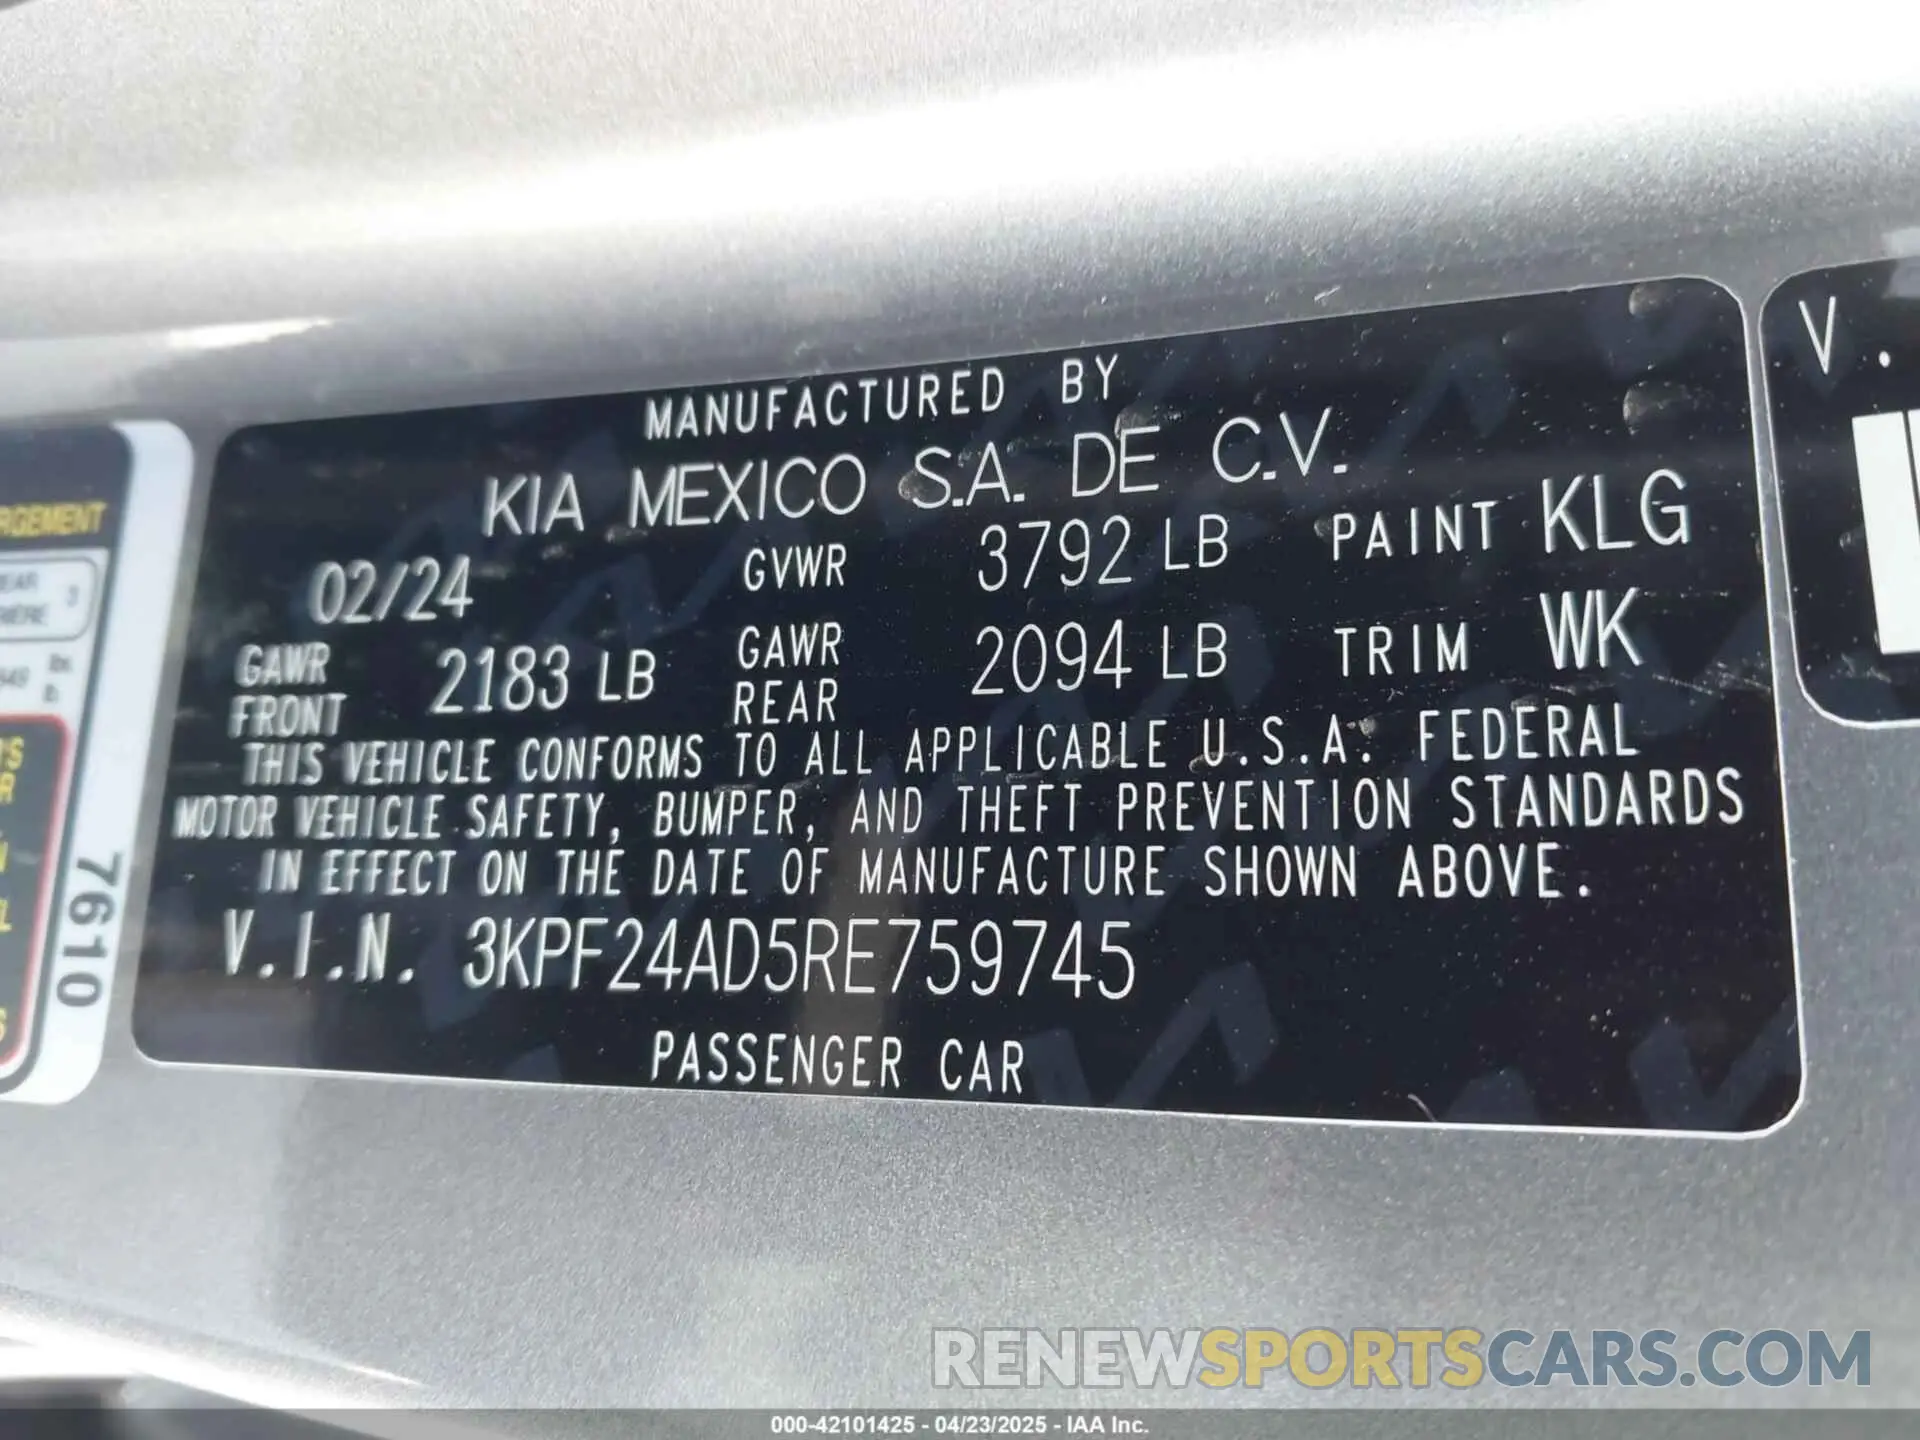 MANUFACTURED BY
KIA MEXICO S.A. DE C.V.
02/24 GVWR 3792 LB PAINT KLG
GAWR FRONT 2183 LB GAWR REAR 2094 LB TRIM WK
THIS VEHICLE CONFORMS TO ALL APPLICABLE U.S.A. FEDERAL
MOTOR VEHICLE SAFETY, BUMPER, AND THEFT PREVENTION STANDARDS
IN EFFECT ON THE DATE OF MANUFACTURE SHOWN ABOVE.
V.I.N. 3KPF24AD5RE759745
PASSENGER CAR
7610
V.
RENEWSPORTSCARS.COM
000-42101425 - 04/23/2025 - IAA Inc.